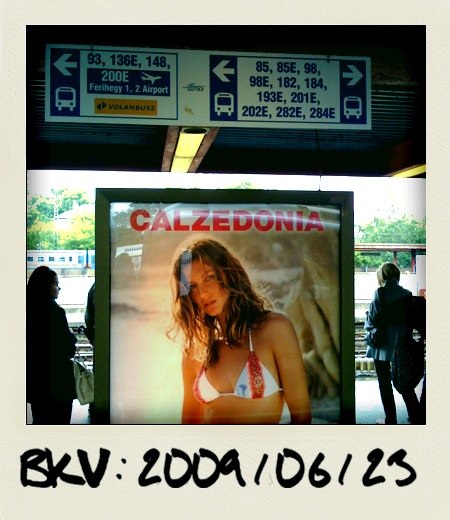 93, 136E, 148,
200E
Ferihegy 1, 2 Airport
VOLÁNBUSZ
85, 85E, 98,
98E, 182, 184,
193E, 201E,
202E, 282E, 284E
CALZEDONIA
BKV: 2009/06/23